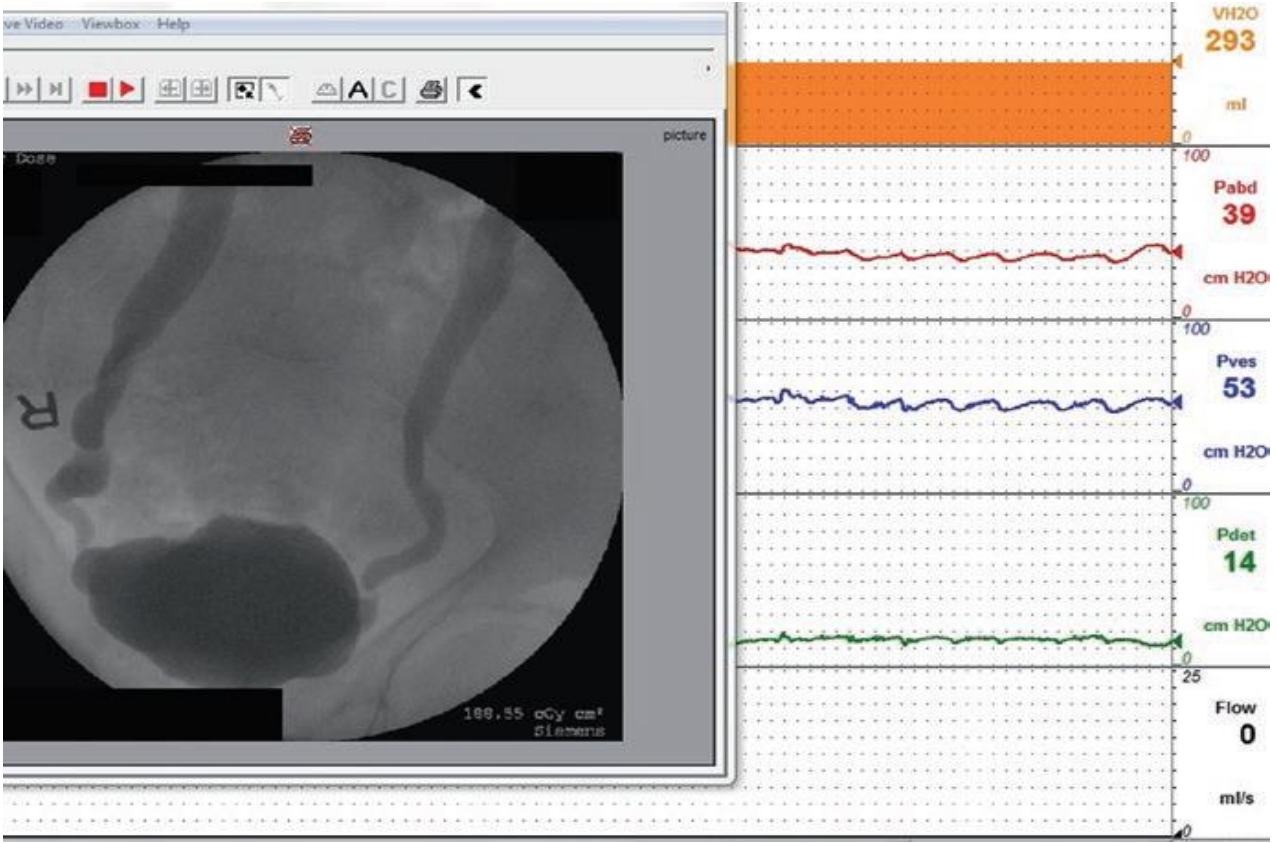 ve Video Viewbox Help
A C
picture
Dose
R
188.55 cGy cm²
Siemens
VH2O
293
ml
0
100
Pabd
39
cm H2O
0
100
Pves
53
cm H2O
0
100
Pdet
14
cm H2O
0
25
Flow
0
ml/s
0